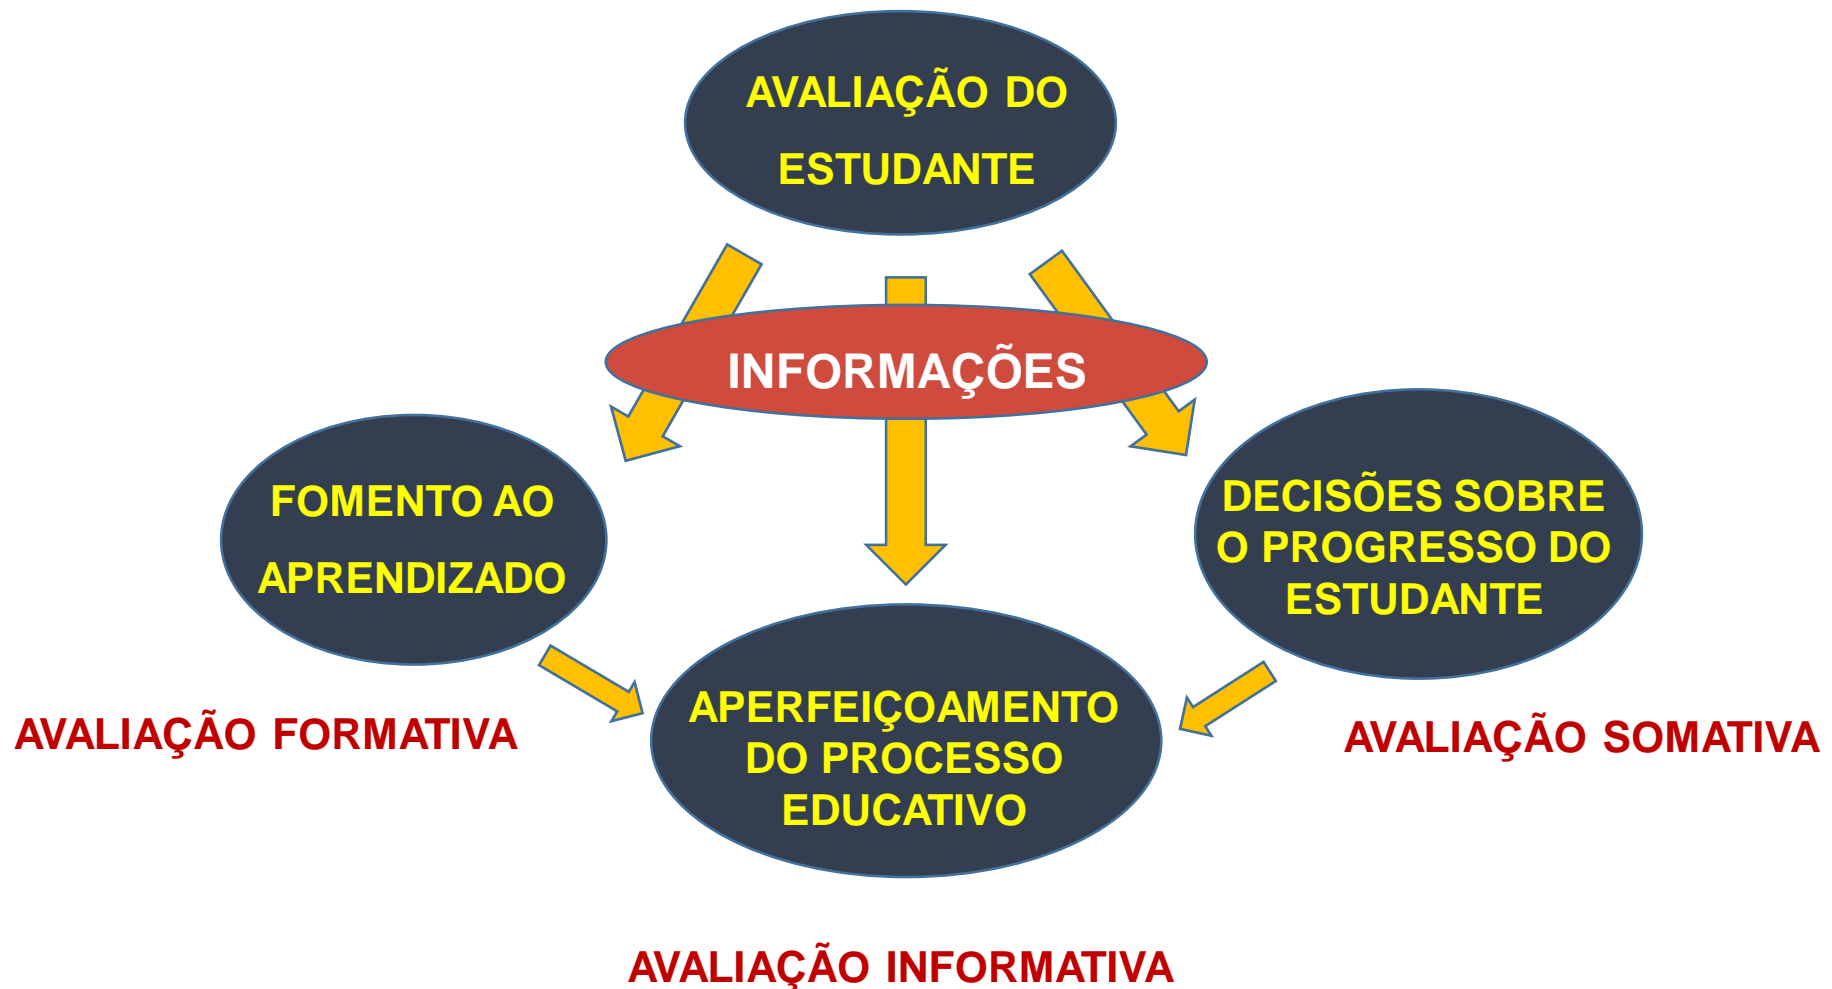 AVALIAÇÃO DO
ESTUDANTE
INFORMAÇÕES
FOMENTO AO
APRENDIZADO
DECISÕES SOBRE
O PROGRESSO DO
ESTUDANTE
AVALIAÇÃO FORMATIVA
APERFEIÇOAMENTO
DO PROCESSO
EDUCATIVO
AVALIAÇÃO SOMATIVA
AVALIAÇÃO INFORMATIVA